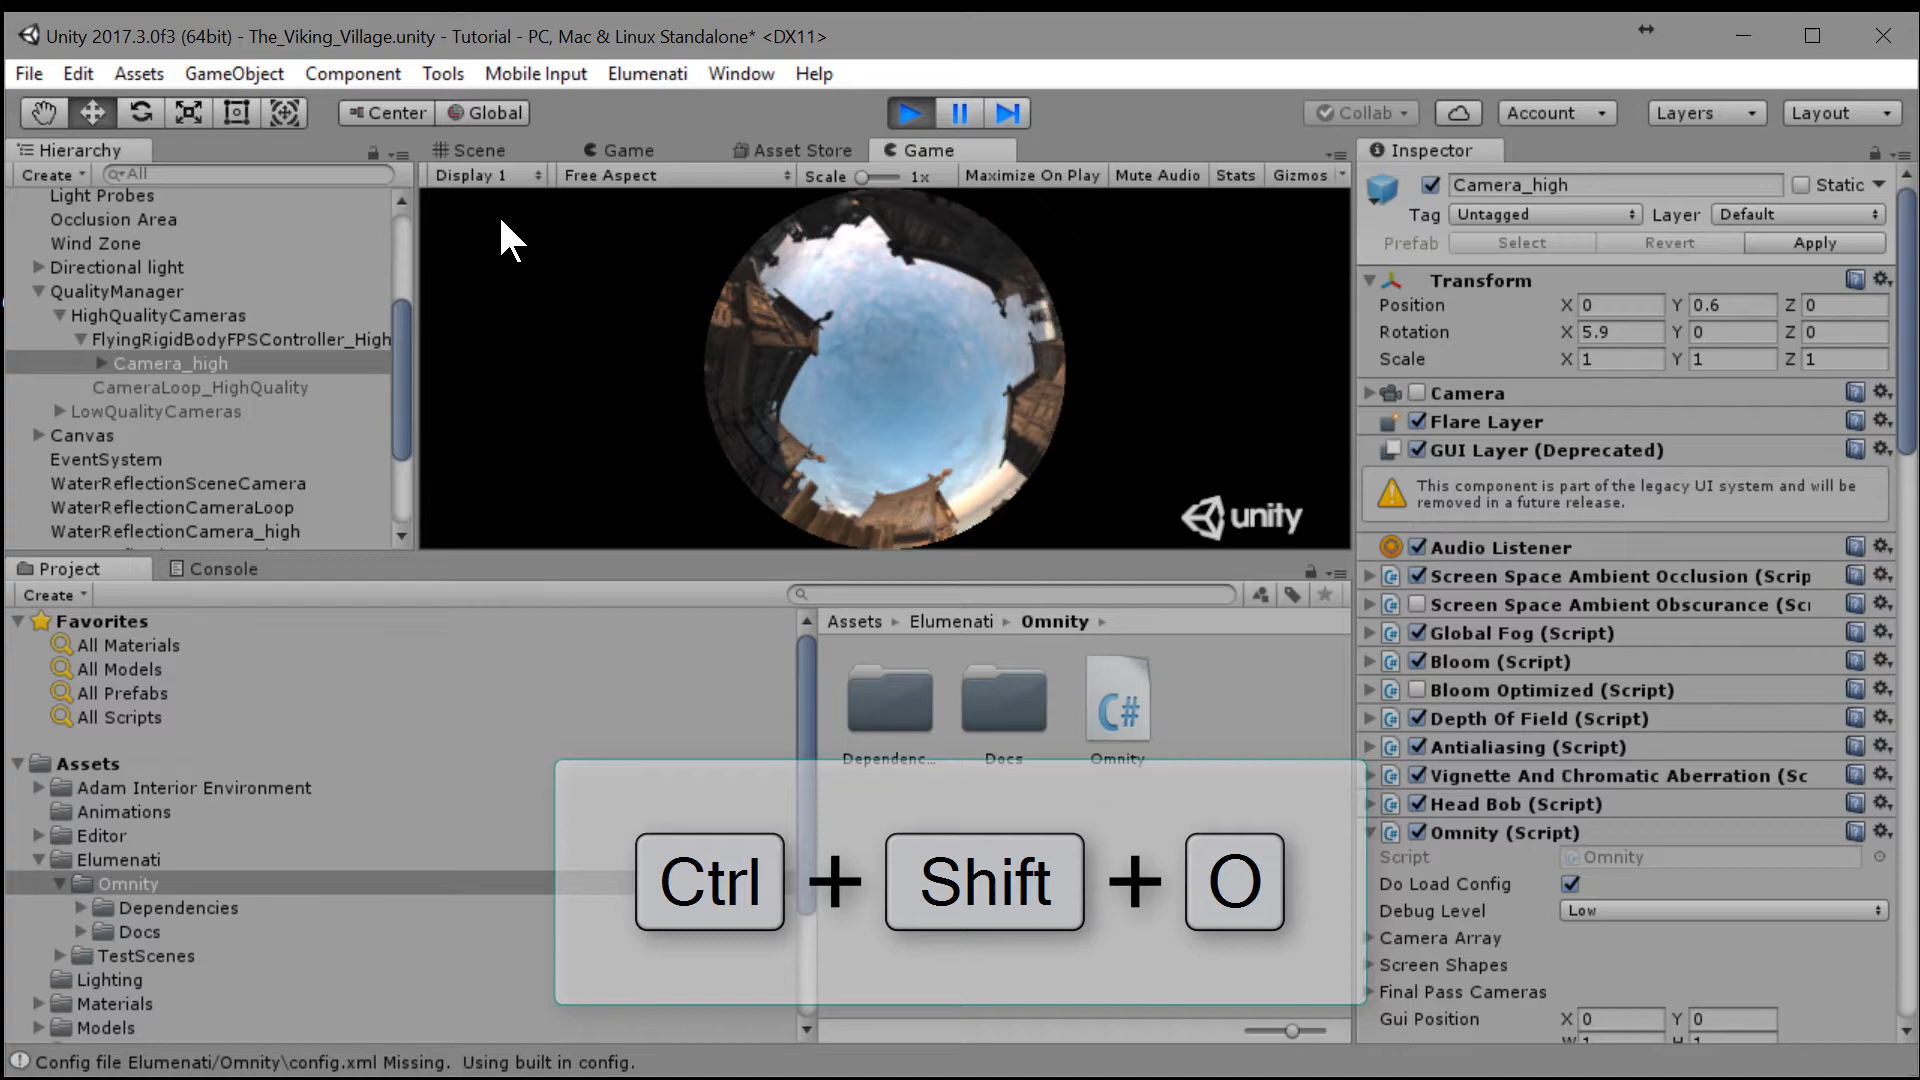 Unity 2017.3.0f3 (64bit) - The_Viking_Village.unity - Tutorial - PC, Mac & Linux Standalone* <DX11>
File Edit Assets GameObject Component Tools Mobile Input Elumenati Window Help
Center Global Collab Account Layers Layout
Hierarchy
Create All
Light Probes
Occlusion Area
Wind Zone
Directional light
QualityManager
HighQualityCameras
FlyingRigidBodyFPSController_High
Camera_high
CameraLoop_HighQuality
LowQualityCameras
Canvas
EventSystem
WaterReflectionSceneCamera
WaterReflectionCameraLoop
WaterReflectionCamera_high
Scene Game Asset Store Game
Display 1 Free Aspect Scale 1x Maximize On Play Mute Audio Stats Gizmos
unity
Inspector
Camera_high Static
Tag Untagged Layer Default
Prefab Select Revert Apply
Transform
Position X 0 Y 0.6 Z 0
Rotation X 5.9 Y 0 Z 0
Scale X 1 Y 1 Z 1
Camera
Flare Layer
GUI Layer (Deprecated)
This component is part of the legacy UI system and will be
removed in a future release.
Audio Listener
Screen Space Ambient Occlusion (Scrip
Screen Space Ambient Obscurance (Scr
Global Fog (Script)
Bloom (Script)
Bloom Optimized (Script)
Depth Of Field (Script)
Antialiasing (Script)
Vignette And Chromatic Aberration (Sc
Head Bob (Script)
Omnity (Script)
Script Omnity
Do Load Config
Debug Level Low
Camera Array
Screen Shapes
Final Pass Cameras
Gui Position X 0 Y 0
Project Console
Create
Favorites
All Materials
All Models
All Prefabs
All Scripts
Assets
Adam Interior Environment
Animations
Editor
Elumenati
Omnity
Dependencies
Docs
TestScenes
Lighting
Materials
Models
Assets Elumenati Omnity
C#
Dependenc... Docs Omnity
Ctrl + Shift + O
Config file Elumenati/Omnity\config.xml Missing. Using built in config.